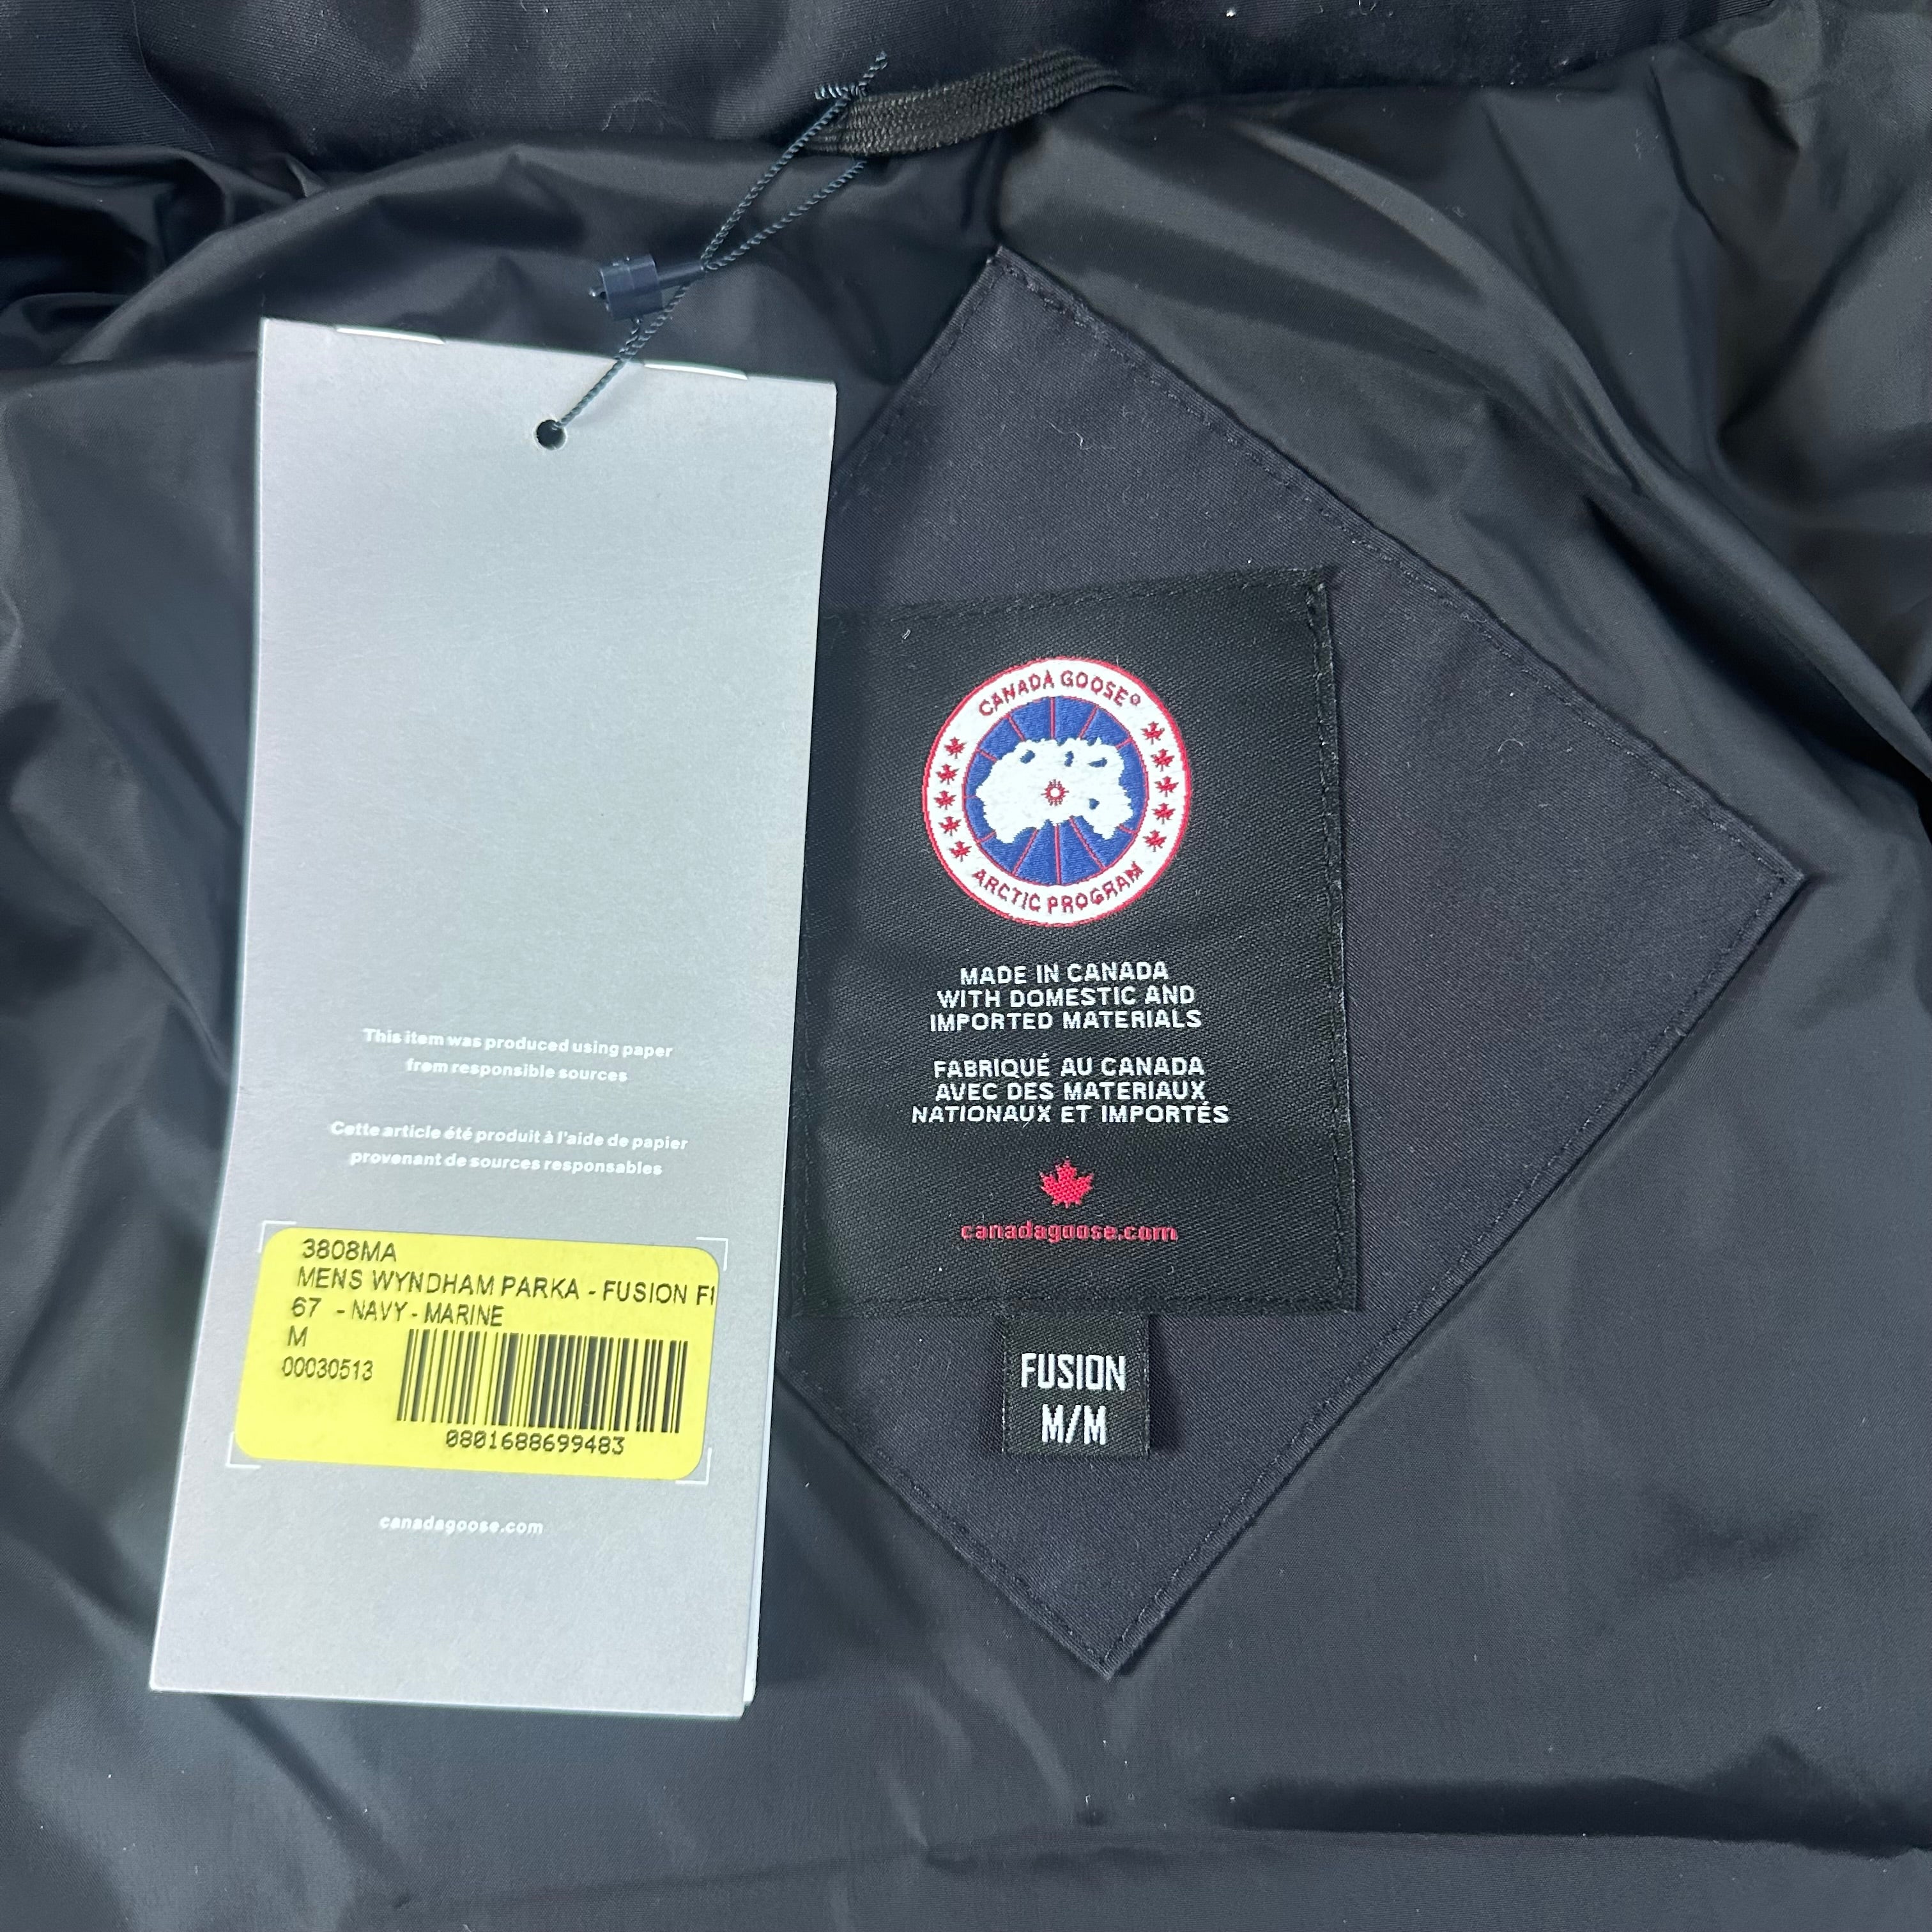 This item was produced using paper
from responsible sources
Cette article été produit à l'aide de papier
provenant de sources responsables
3808MA
MENS WYNDHAM PARKA - FUSION FI
67 - NAVY - MARINE
M
00030513
0801688699483
canadagoose.com
CANADA GOOSE®
ARCTIC PROGRAM
MADE IN CANADA
WITH DOMESTIC AND
IMPORTED MATERIALS
FABRIQUÉ AU CANADA
AVEC DES MATERIAUX
NATIONAUX ET IMPORTÉS
canadagoose.com
FUSION
M/M